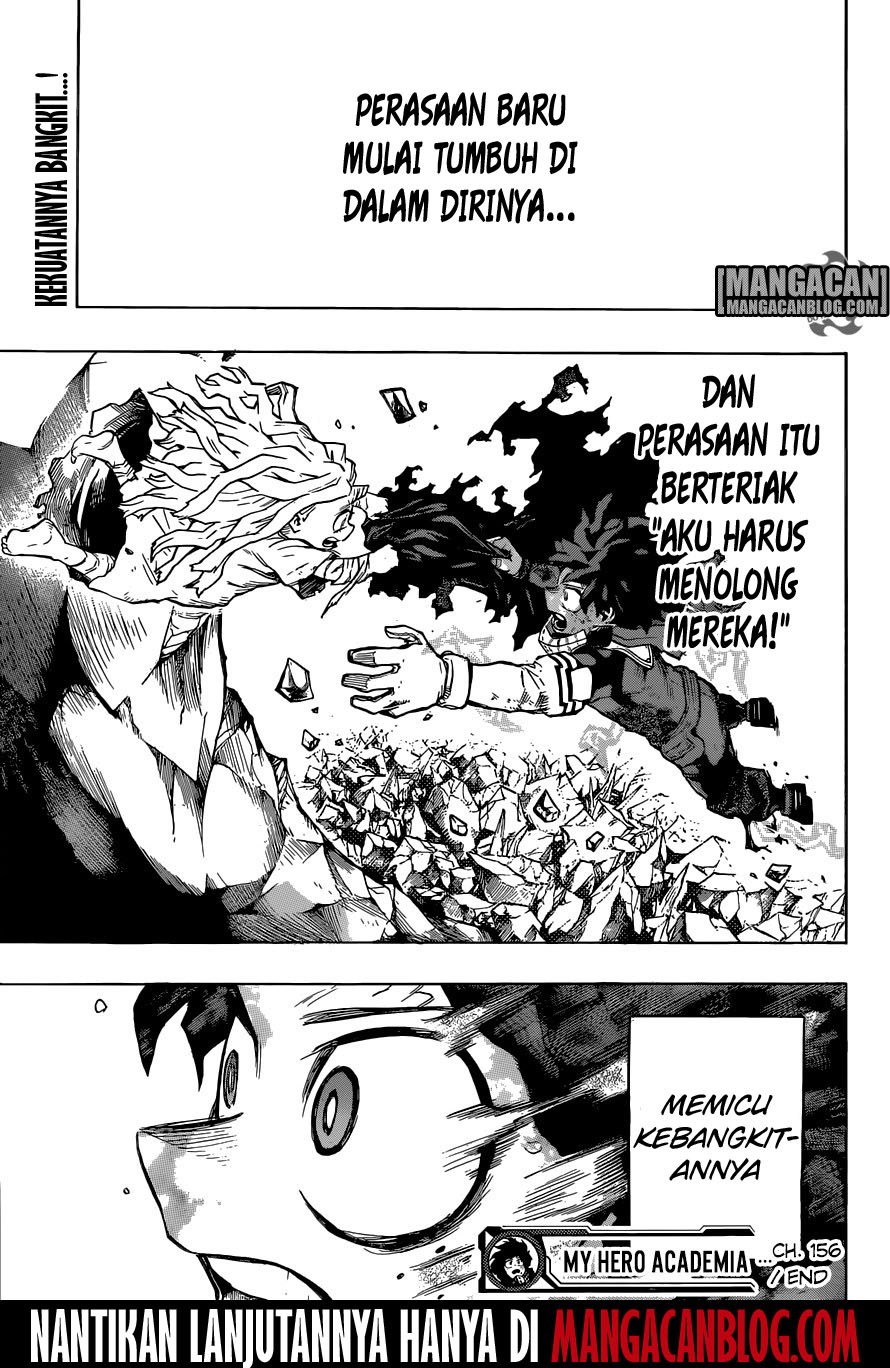 KEKUATANNYA BANGKIT....!
PERASAAN BARU
MULAI TUMBUH DI
DALAM DIRINYA...
MANGACAN
MANGACANBLOG.COM
DAN
PERASAAN ITU
BERTERIAK
"AKU HARUS
MENOLONG
MEREKA!"
MEMICU
KEBANGKIT-
ANNYA
MY HERO ACADEMIA
...CH. 156
/ END
NANTIKAN LANJUTANNYA HANYA DI MANGACANBLOG.COM